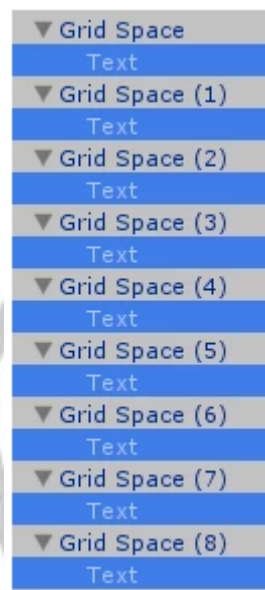 Grid Space
Text
Grid Space (1)
Text
Grid Space (2)
Text
Grid Space (3)
Text
Grid Space (4)
Text
Grid Space (5)
Text
Grid Space (6)
Text
Grid Space (7)
Text
Grid Space (8)
Text